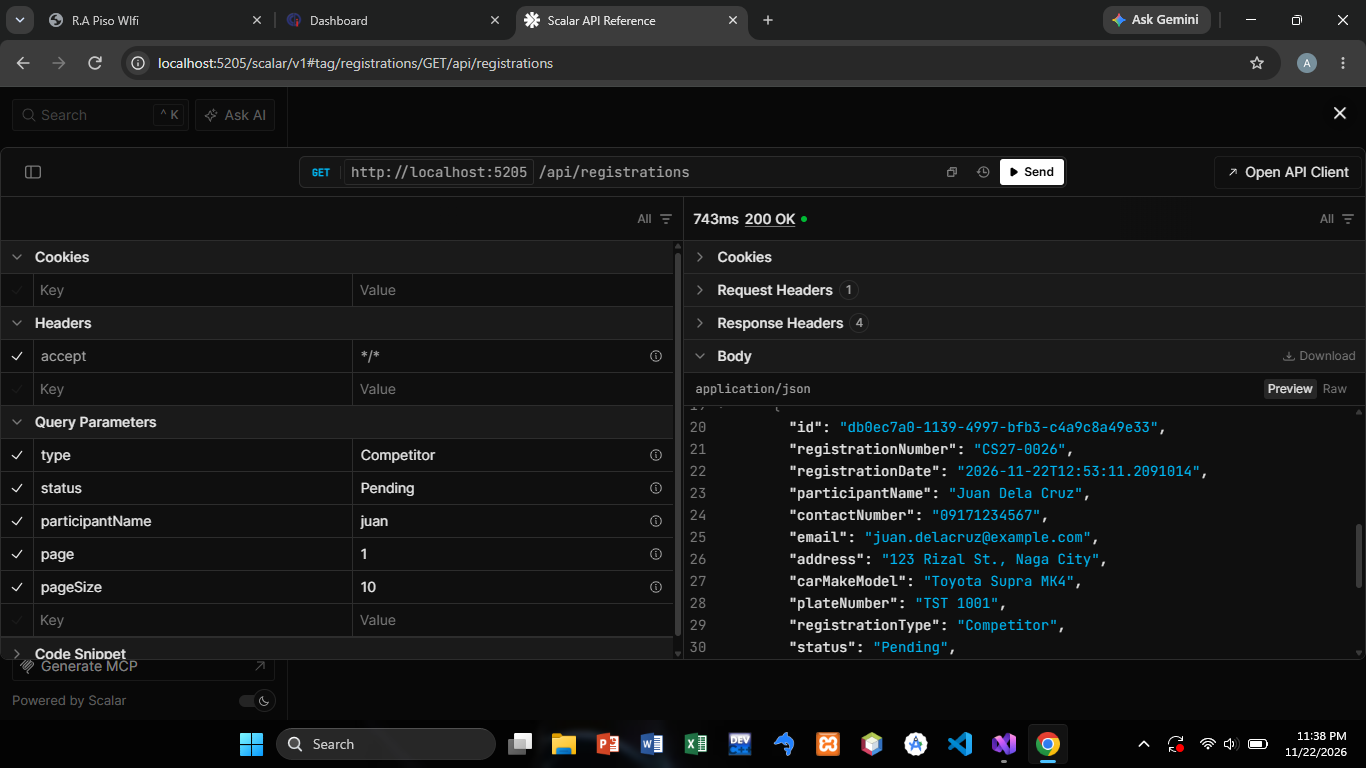 R.A Piso WIfi
Dashboard
Scalar API Reference
Ask Gemini
localhost:5205/scalar/v1#tag/registrations/GET/api/registrations
A
Search
^ K
Ask AI
GET
http://localhost:5205
/api/registrations
Send
Open API Client
All
743ms 200 OK
All
Cookies
Key
Value
Headers
accept
*/*
Key
Value
Query Parameters
type
Competitor
status
Pending
participantName
juan
page
1
pageSize
10
Key
Value
Code Snippet
Cookies
Request Headers 1
Response Headers 4
Body
Download
application/json
Preview
Raw
19 {
20 "id": "db0ec7a0-1139-4997-bfb3-c4a9c8a49e33",
21 "registrationNumber": "CS27-0026",
22 "registrationDate": "2026-11-22T12:53:11.2091014",
23 "participantName": "Juan Dela Cruz",
24 "contactNumber": "09171234567",
25 "email": "juan.delacruz@example.com",
26 "address": "123 Rizal St., Naga City",
27 "carMakeModel": "Toyota Supra MK4",
28 "plateNumber": "TST 1001",
29 "registrationType": "Competitor",
30 "status": "Pending",
Generate MCP
Powered by Scalar
Search
DEV
11:38 PM
11/22/2026